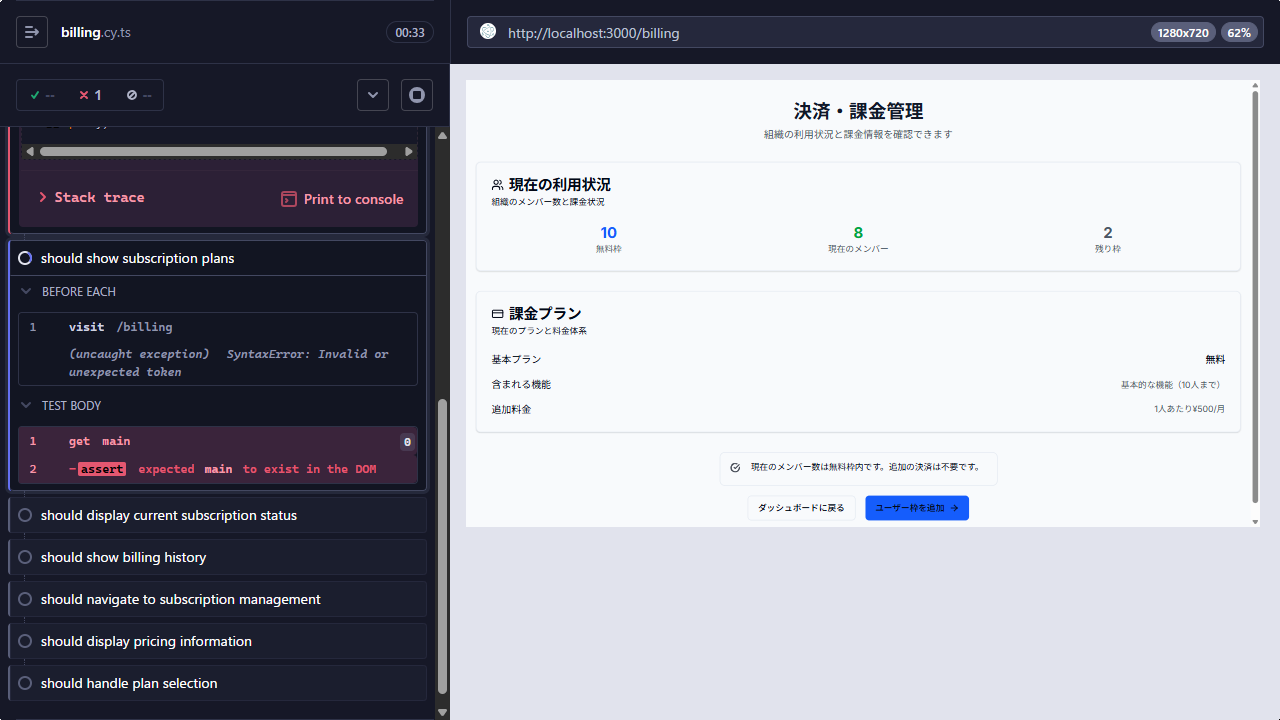 billing.cy.ts
00:33
--
1
--
Stack trace
Print to console
should show subscription plans
BEFORE EACH
1 visit /billing
(uncaught exception) SyntaxError: Invalid or
unexpected token
TEST BODY
1 get main 0
2 -assert expected main to exist in the DOM
should display current subscription status
should show billing history
should navigate to subscription management
should display pricing information
should handle plan selection
http://localhost:3000/billing
1280x720
62%
決済・課金管理
組織の利用状況と課金情報を確認できます
現在の利用状況
組織のメンバー数と課金状況
10 8 2
無料枠 現在のメンバー 残り枠
課金プラン
現在のプランと料金体系
基本プラン 無料
含まれる機能 基本的な機能（10人まで）
追加料金 1人あたり¥500/月
現在のメンバー数は無料枠内です。追加の決済は不要です。
ダッシュボードに戻る
ユーザー枠を追加 →